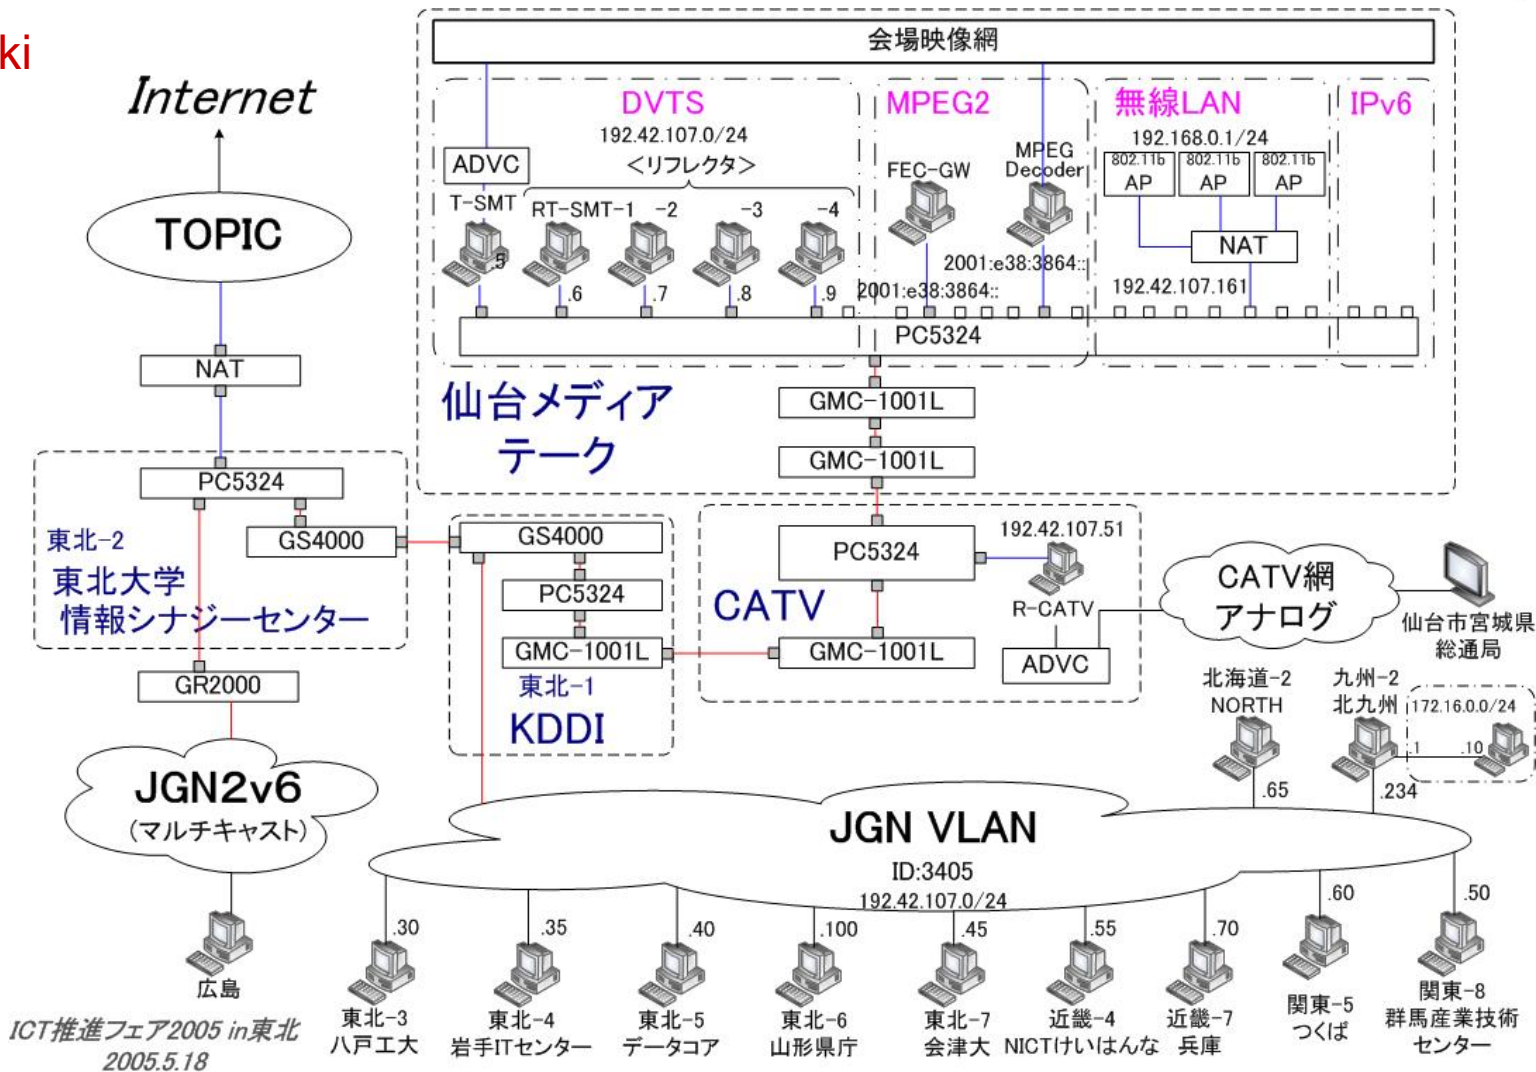 ki
Internet
TOPIC
NAT
PC5324
GS4000
東北-2
東北大学
情報シナジーセンター
GR2000
JGN2v6
(マルチキャスト)
広島
ICT推進フェア2005 in東北
2005.5.18
会場映像網
DVTS
192.42.107.0/24
<リフレクタ>
ADVC
T-SMT
RT-SMT-1
-2
-3
-4
.5
.6
.7
.8
.9
MPEG2
FEC-GW
MPEG
Decoder
2001:e38:3864::
2001:e38:3864::
無線LAN
192.168.0.1/24
802.11b
AP
802.11b
AP
802.11b
AP
NAT
192.42.107.161
IPv6
PC5324
仙台メディア
テーク
GMC-1001L
GMC-1001L
GS4000
PC5324
GMC-1001L
東北-1
KDDI
PC5324
192.42.107.51
CATV
R-CATV
GMC-1001L
ADVC
CATV網
アナログ
仙台市宮城県
総通局
北海道-2
NORTH
.65
九州-2
北九州
.234
172.16.0.0/24
.1
.10
JGN VLAN
ID:3405
192.42.107.0/24
.30
東北-3
八戸工大
.35
東北-4
岩手ITセンター
.40
東北-5
データコア
.100
東北-6
山形県庁
.45
東北-7
会津大
.55
近畿-4
NICTけいはんな
.70
近畿-7
兵庫
.60
関東-5
つくば
.50
関東-8
群馬産業技術
センター